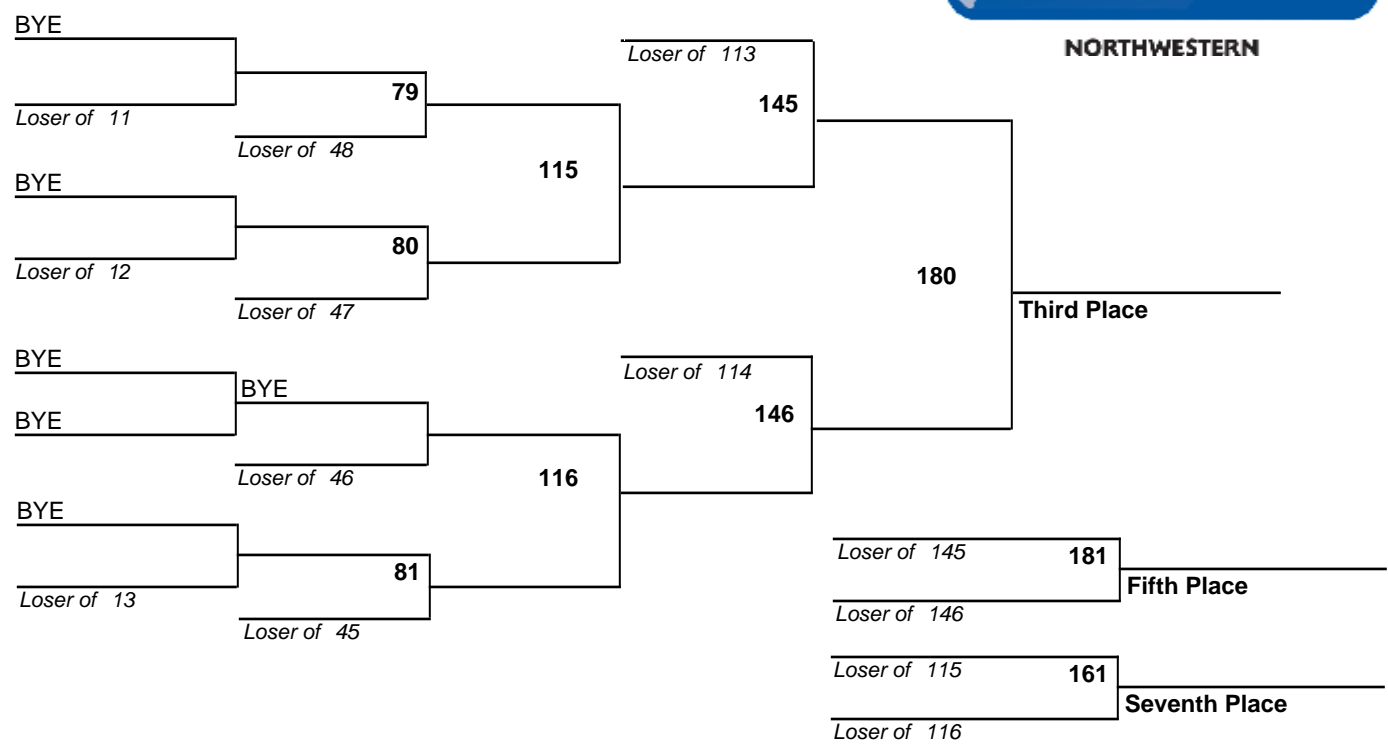 BYE
NORTHWESTERN
Loser of 113
79
145
Loser of 11
Loser of 48
115
BYE
80
Loser of 12
180
Loser of 47
Third Place
BYE
Loser of 114
BYE
BYE
146
Loser of 46
116
BYE
Loser of 145
181
81
Fifth Place
Loser of 13
Loser of 146
Loser of 45
Loser of 115
161
Seventh Place
Loser of 116